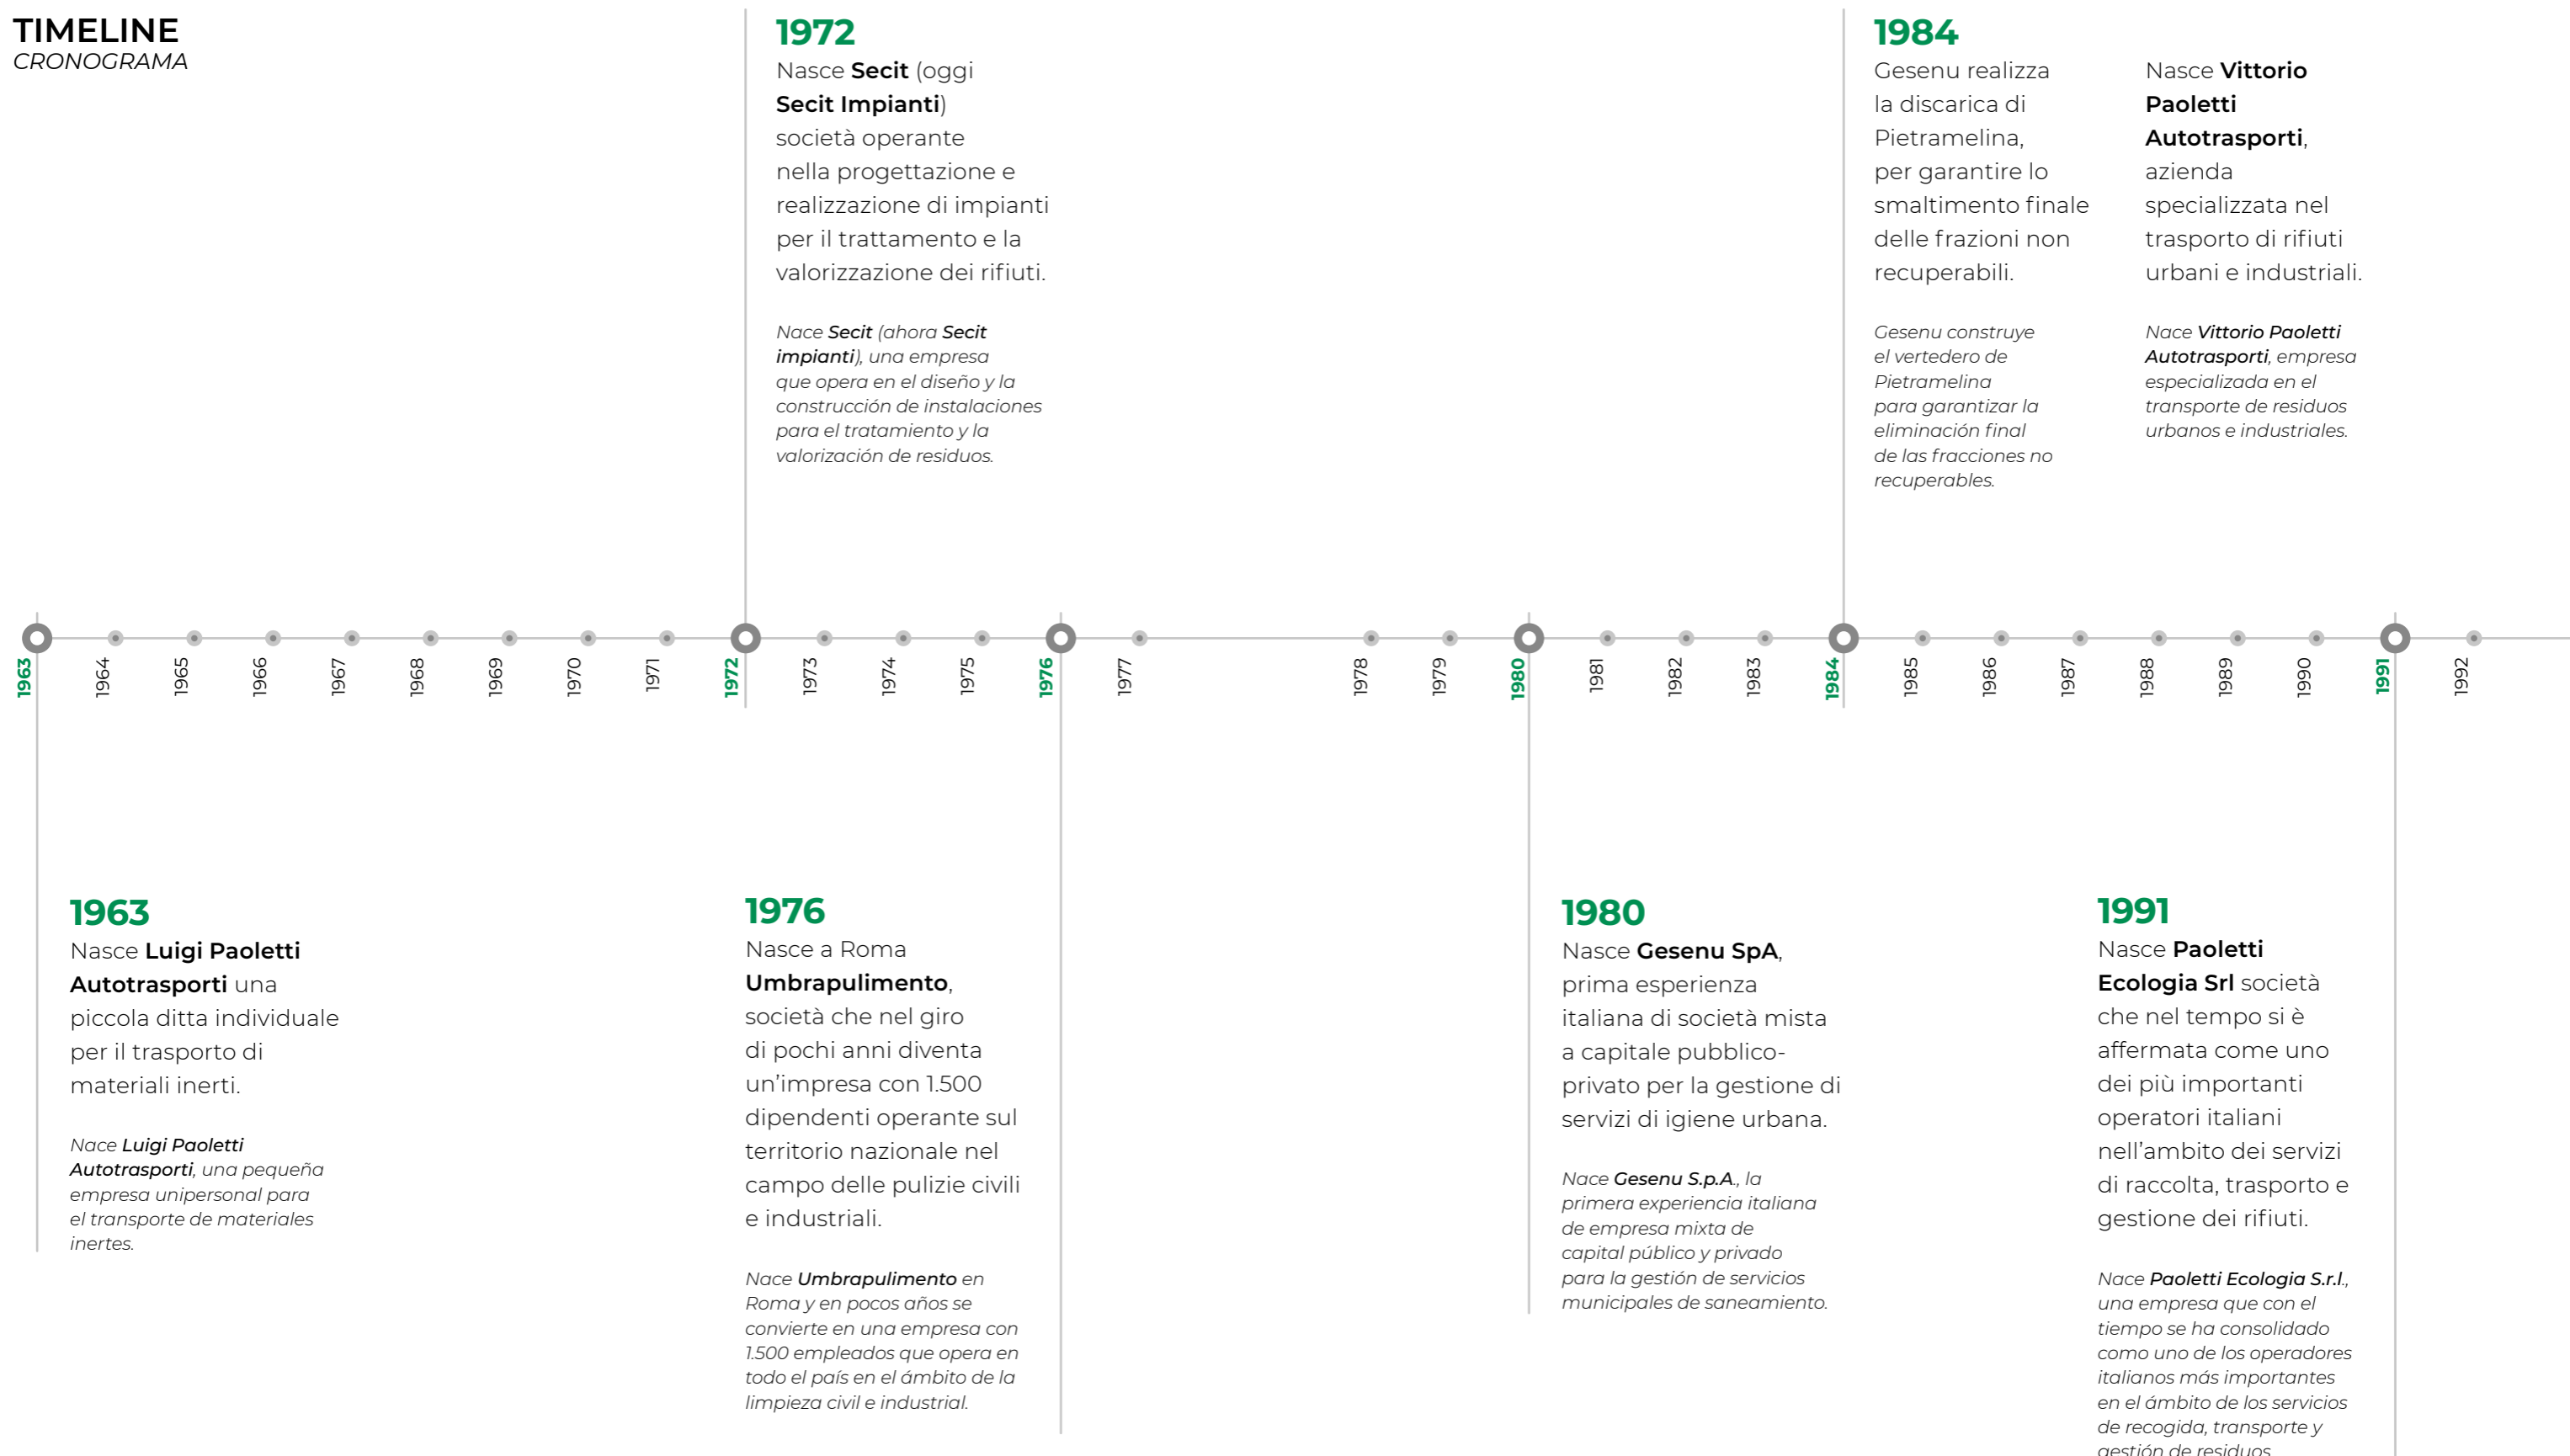 TIMELINE
CRONOGRAMA
1972
Nasce Secit (oggi
Secit Impianti)
società operante
nella progettazione e
realizzazione di impianti
per il trattamento e la
valorizzazione dei rifiuti.
Nace Secit (ahora Secit
impianti), una empresa
que opera en el diseño y la
construcción de instalaciones
para el tratamiento y la
valorización de residuos.
1984
Gesenu realizza
la discarica di
Pietramelina,
per garantire lo
smaltimento finale
delle frazioni non
recuperabili.
Gesenu construye
el vertedero de
Pietramelina
para garantizar la
eliminación final
de las fracciones no
recuperables.
Nasce Vittorio
Paoletti
Autotrasporti,
azienda
specializzata nel
trasporto di rifiuti
urbani e industriali.
Nace Vittorio Paoletti
Autotrasporti, empresa
especializada en el
transporte de residuos
urbanos e industriales.
1963
1964
1965
1966
1967
1968
1969
1970
1971
1972
1973
1974
1975
1976
1977
1978
1979
1980
1981
1982
1983
1984
1985
1986
1987
1988
1989
1990
1991
1992
1963
Nasce Luigi Paoletti
Autotrasporti una
piccola ditta individuale
per il trasporto di
materiali inerti.
Nace Luigi Paoletti
Autotrasporti, una pequeña
empresa unipersonal para
el transporte de materiales
inertes.
1976
Nasce a Roma
Umbrapulimento,
società che nel giro
di pochi anni diventa
un’impresa con 1.500
dipendenti operante sul
territorio nazionale nel
campo delle pulizie civili
e industriali.
Nace Umbrapulimento en
Roma y en pocos años se
convierte en una empresa con
1.500 empleados que opera en
todo el país en el ámbito de la
limpieza civil e industrial.
1980
Nasce Gesenu SpA,
prima esperienza
italiana di società mista
a capitale pubblico-
privato per la gestione di
servizi di igiene urbana.
Nace Gesenu S.p.A., la
primera experiencia italiana
de empresa mixta de
capital público y privado
para la gestión de servicios
municipales de saneamiento.
1991
Nasce Paoletti
Ecologia Srl società
che nel tempo si è
affermata come uno
dei più importanti
operatori italiani
nell’ambito dei servizi
di raccolta, trasporto e
gestione dei rifiuti.
Nace Paoletti Ecologia S.r.l.,
una empresa que con el
tiempo se ha consolidado
como uno de los operadores
italianos más importantes
en el ámbito de los servicios
de recogida, transporte y
gestión de residuos